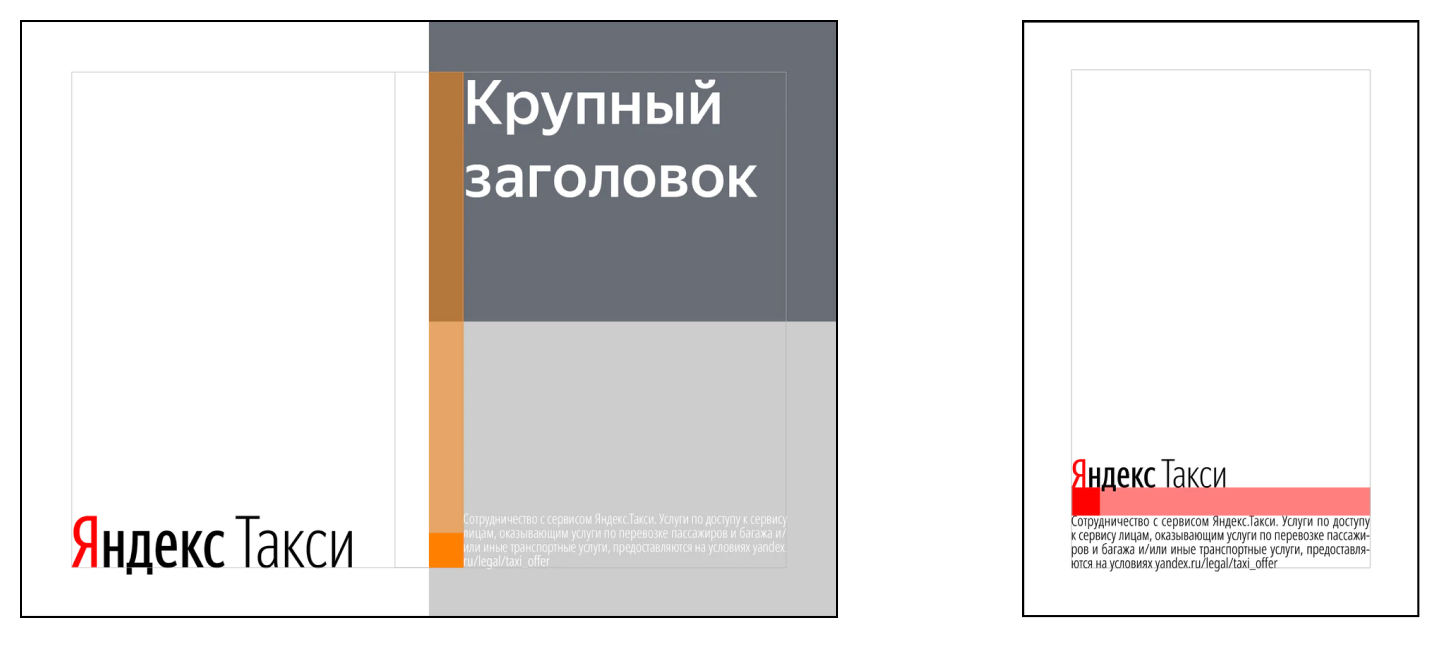 Крупный
заголовок
Яндекс Такси
Сотрудничество с сервисом Яндекс.Такси. Услуги по доступу к сервису
лицам, оказывающим услуги по перевозке пассажиров и багажа и/
или иные транспортные услуги, предоставляются на условиях yandex.
ru/legal/taxi_offer
Яндекс Такси
Сотрудничество с сервисом Яндекс.Такси. Услуги по доступу
к сервису лицам, оказывающим услуги по перевозке пассажи-
ров и багажа и/или иные транспортные услуги, предоставля-
ются на условиях yandex.ru/legal/taxi_offer